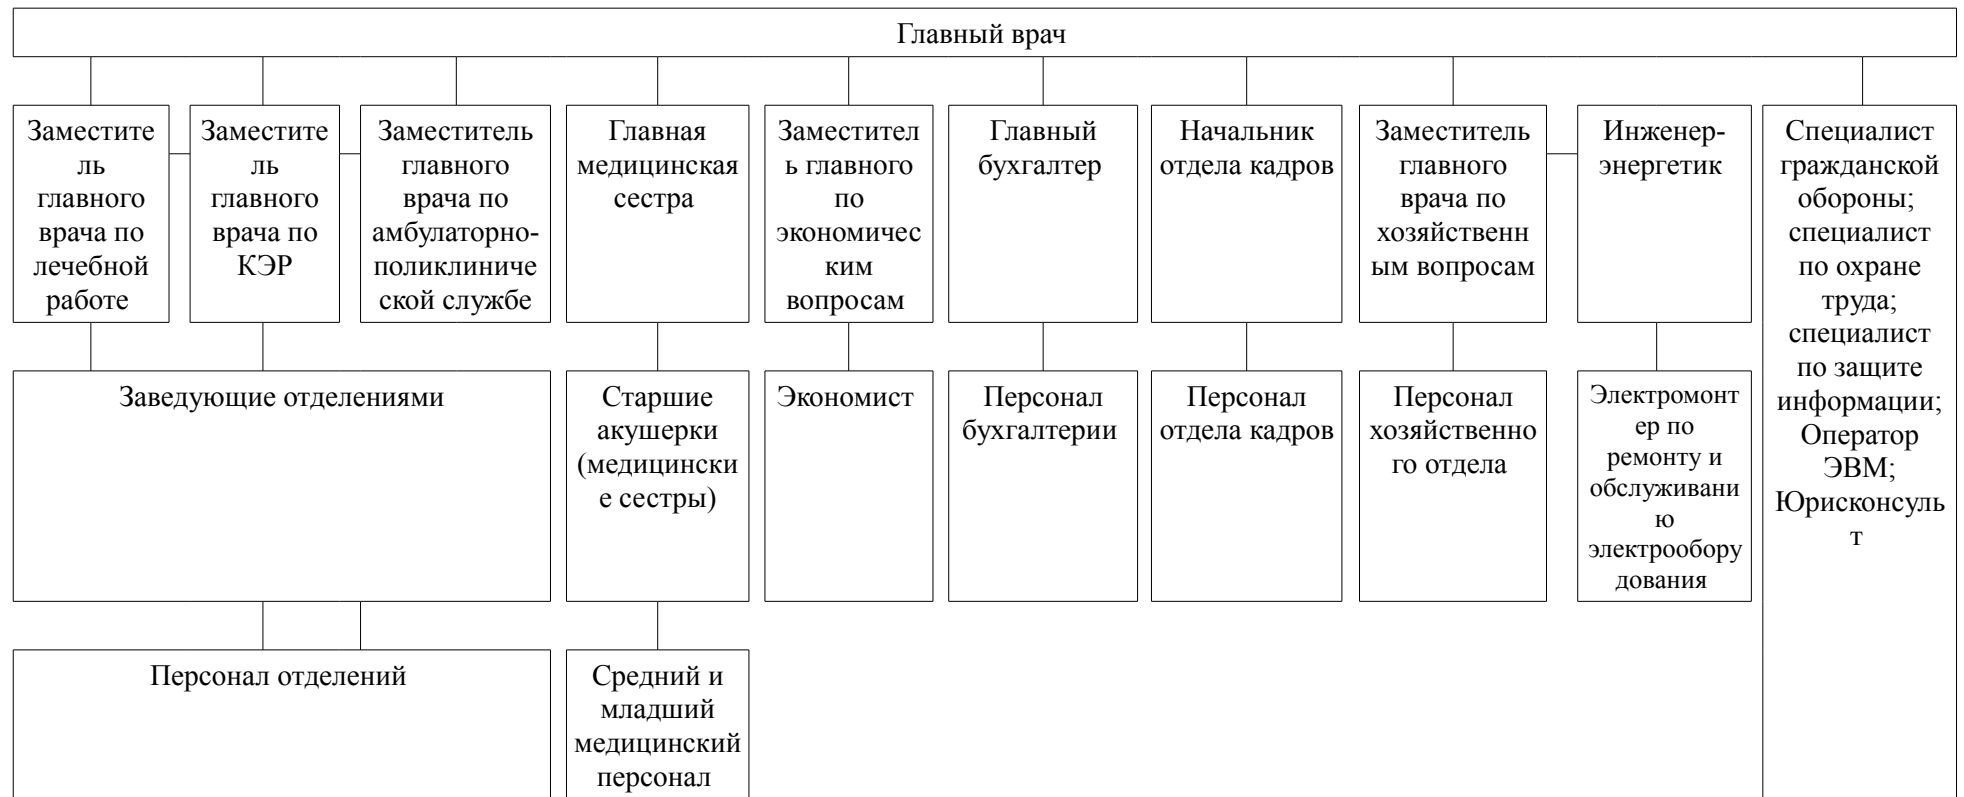 Главный врач
Заместите
ль
главного
врача по
лечебной
работе
Заместите
ль
главного
врача по
КЭР
Заместитель
главного
врача по
амбулаторно-
поликлиниче
ской службе
Главная
медицинская
сестра
Заместител
ь главного
по
экономичес
ким
вопросам
Главный
бухгалтер
Начальник
отдела кадров
Заместитель
главного
врача по
хозяйственн
ым вопросам
Инженер-
энергетик
Специалист
гражданской
обороны;
специалист
по охране
труда;
специалист
по защите
информации;
Оператор
ЭВМ;
Юрисконсуль
т
Заведующие отделениями
Старшие
акушерки
(медицински
е сестры)
Экономист
Персонал
бухгалтерии
Персонал
отдела кадров
Персонал
хозяйственно
го отдела
Электромонт
ер по
ремонту и
обслуживани
ю
электрообору
дования
Персонал отделений
Средний и
младший
медицинский
персонал